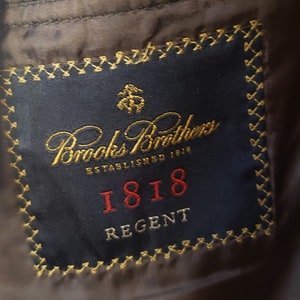 Brooks Brothers
ESTABLISHED 1818
1818
REGENT